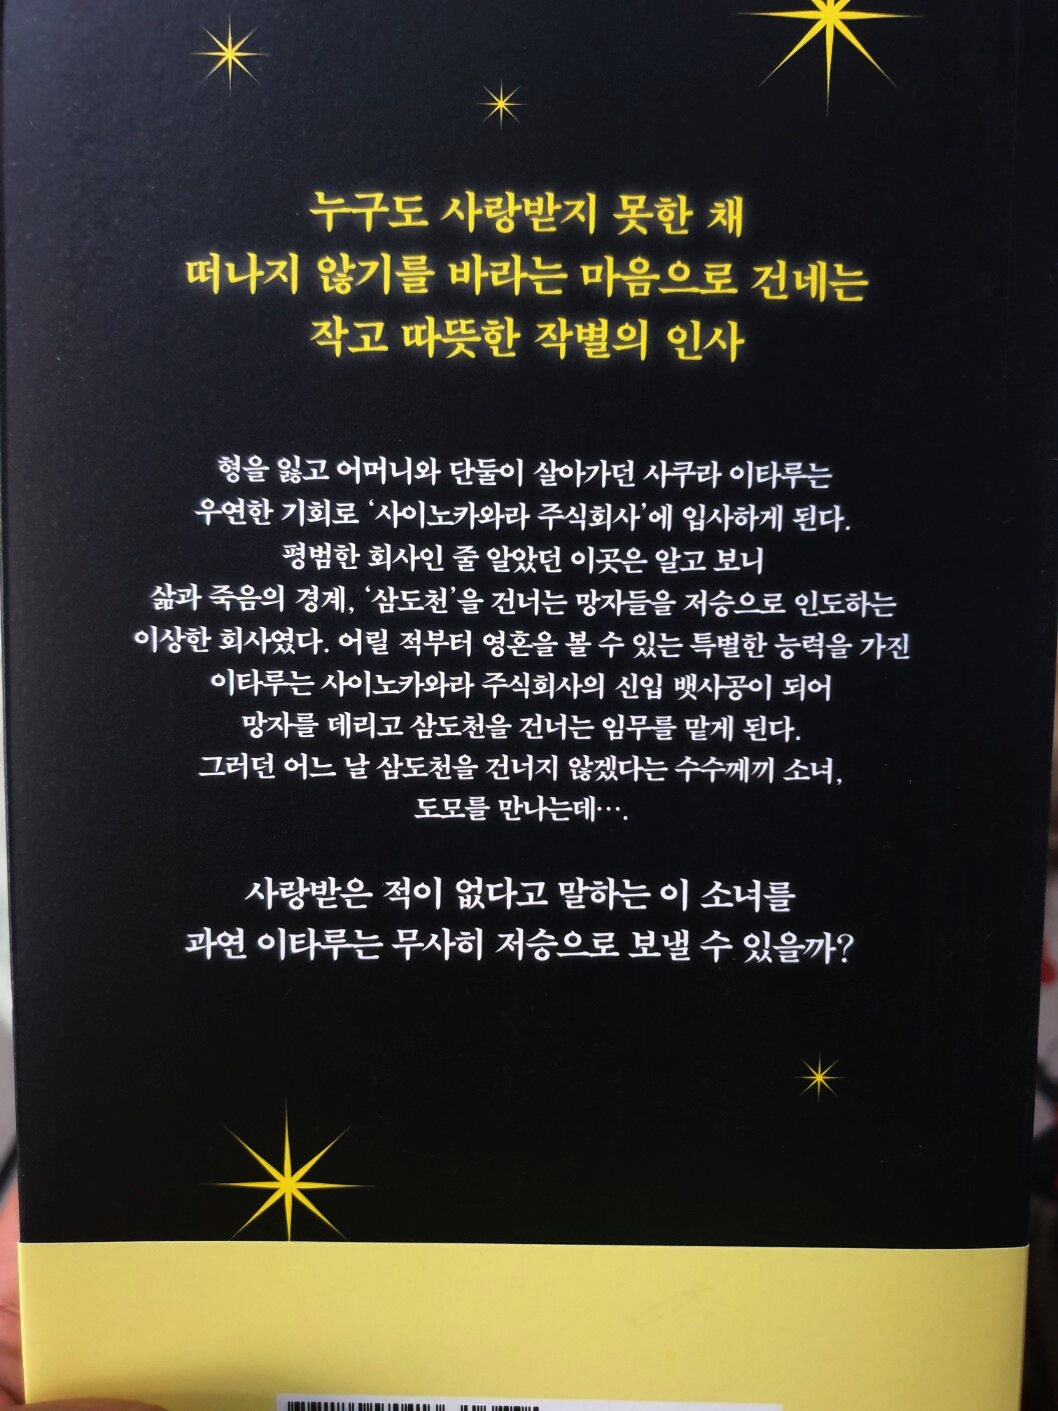 누구도 사랑받지 못한 채
떠나지 않기를 바라는 마음으로 건네는
작고 따뜻한 작별의 인사
형을 잃고 어머니와 단둘이 살아가던 사쿠라 이타루는
우연한 기회로 ‘사이노카와라 주식회사’에 입사하게 된다.
평범한 회사인 줄 알았던 이곳은 알고 보니
삶과 죽음의 경계, ‘삼도천’을 건너는 망자들을 저승으로 인도하는
이상한 회사였다. 어릴 적부터 영혼을 볼 수 있는 특별한 능력을 가진
이타루는 사이노카와라 주식회사의 신입 뱃사공이 되어
망자를 데리고 삼도천을 건너는 임무를 맡게 된다.
그러던 어느 날 삼도천을 건너지 않겠다는 수수께끼 소녀,
도모를 만나는데….
사랑받은 적이 없다고 말하는 이 소녀를
과연 이타루는 무사히 저승으로 보낼 수 있을까?